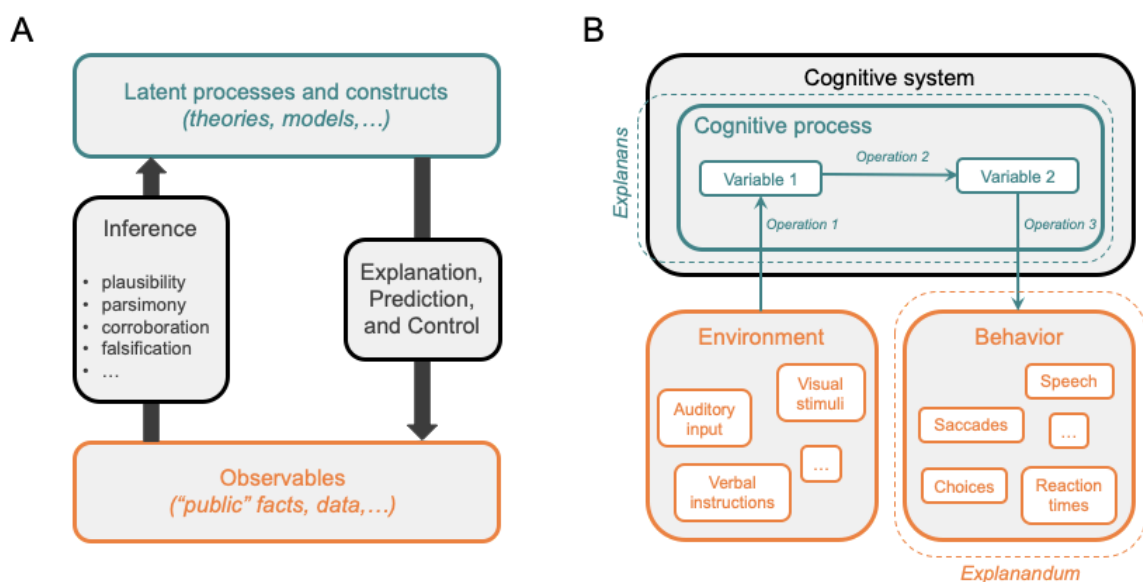 A
Latent processes and constructs
(theories, models,…)
Inference
• plausibility
• parsimony
• corroboration
• falsification
• …
Explanation,
Prediction,
and Control
Observables
(“public” facts, data,…)
B
Cognitive system
Explanans
Cognitive process
Variable 1
Operation 2
Variable 2
Operation 1
Operation 3
Environment
Visual
stimuli
Auditory
input
…
Verbal
instructions
Behavior
Speech
Saccades
…
Choices
Reaction
times
Explanandum